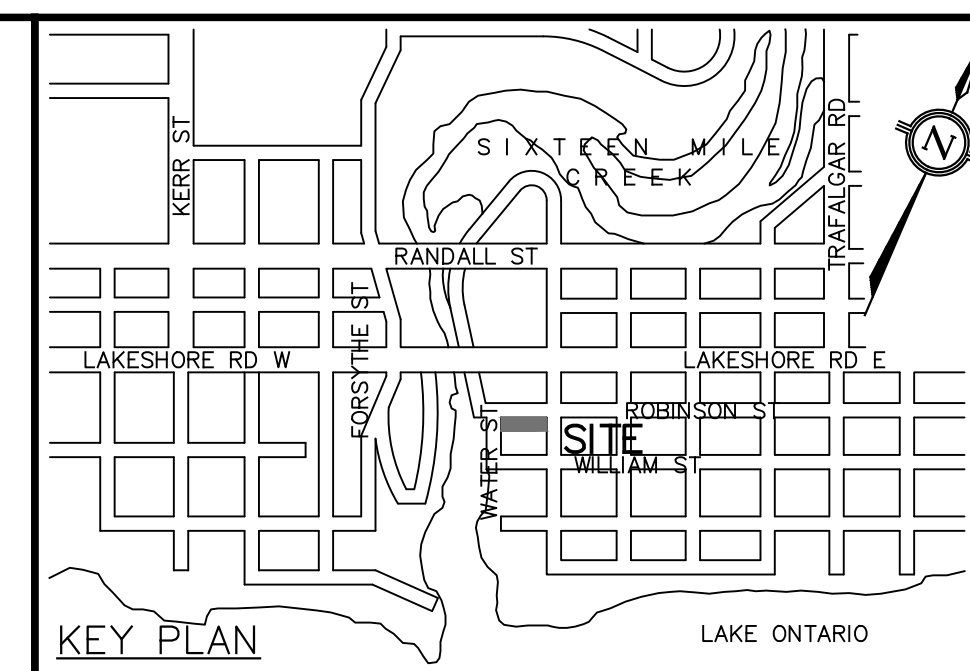 SIXTEEN MILE
CREEK
KERR ST
TRAFALGAR RD
N
RANDALL ST
FORSYTHE ST
LAKESHORE RD W
LAKESHORE RD E
ROBINSON ST
SITE
WILLIAM ST
WATER ST
KEY PLAN
LAKE ONTARIO